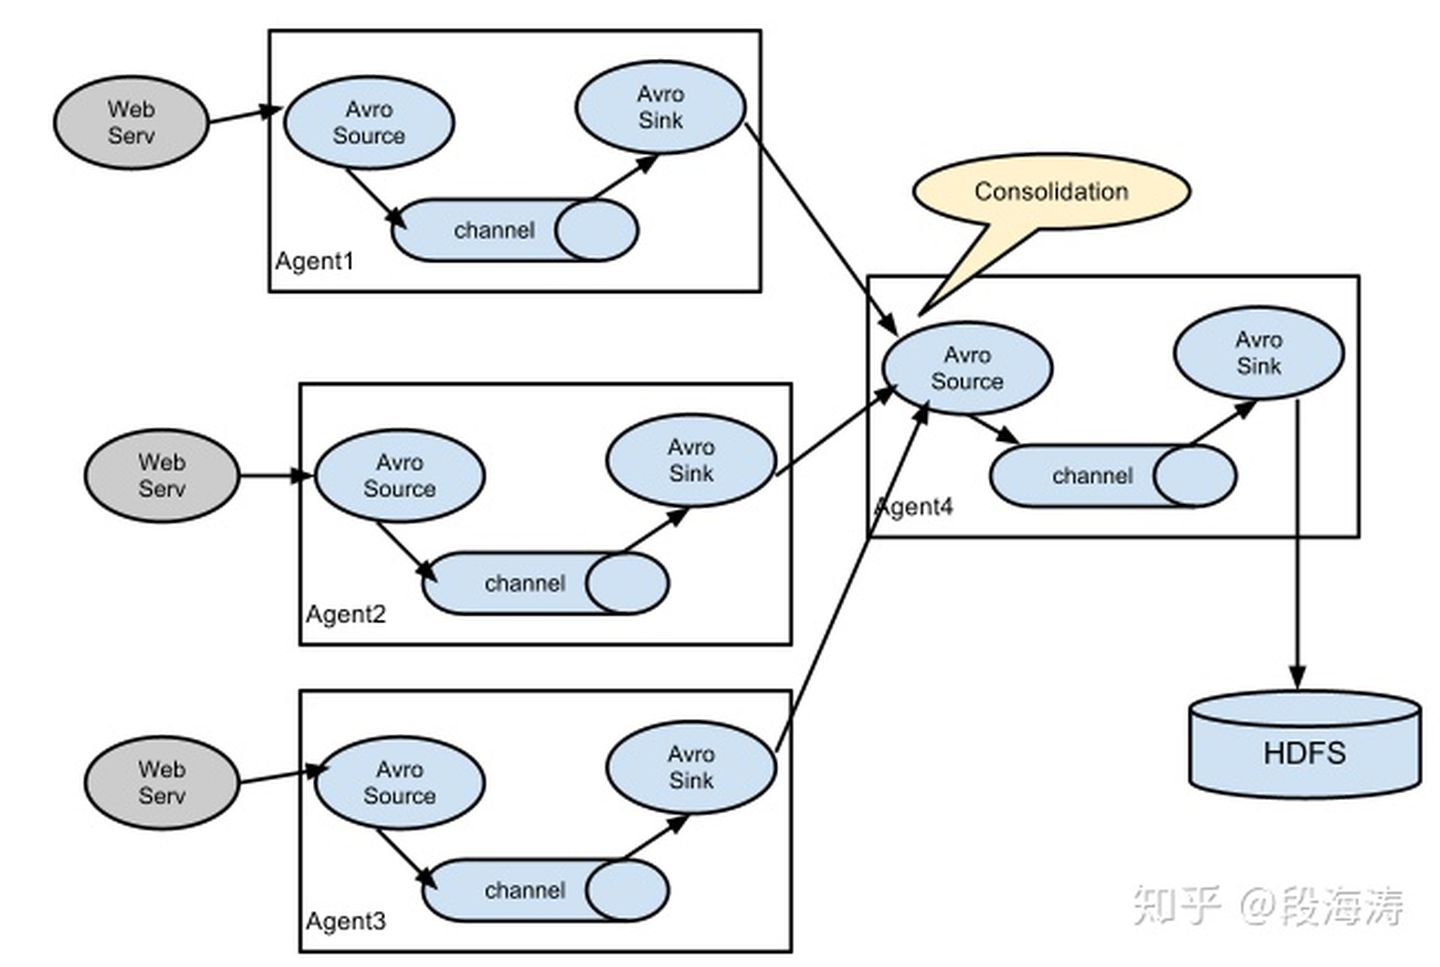 Web
Serv
Avro
Source
Avro
Sink
channel
Agent1
Consolidation
Web
Serv
Avro
Source
Avro
Sink
channel
Agent2
Avro
Source
Avro
Sink
channel
Agent4
Web
Serv
Avro
Source
Avro
Sink
channel
Agent3
HDFS
知乎 @段海涛